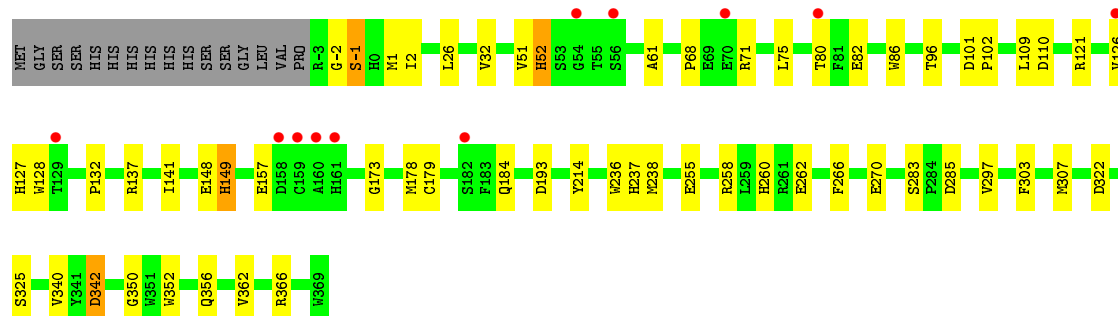 MET GLY SER SER HIS HIS HIS HIS HIS HIS SER SER GLY LEU VAL PRO R-3 G-2 S-1 H0 M1 I2 L26 V32 V51 H52 S53 G54 T55 S56 A61 P68 E69 E70 R71 L75 T80 F81 E82 W86 T96 D101 P102 L109 D110 R121 V126
H127 W128 T129 P132 R137 I141 E148 H149 E157 D158 C159 A160 H161 G173 M178 C179 S182 F183 Q184 D193 Y214 W236 H237 M238 E255 R258 L259 H260 R261 E262 F266 E270 S283 P284 D285 V297 F303 M307 D322
S325 V340 Y341 D342 G350 W351 W352 Q356 V362 R366 W369